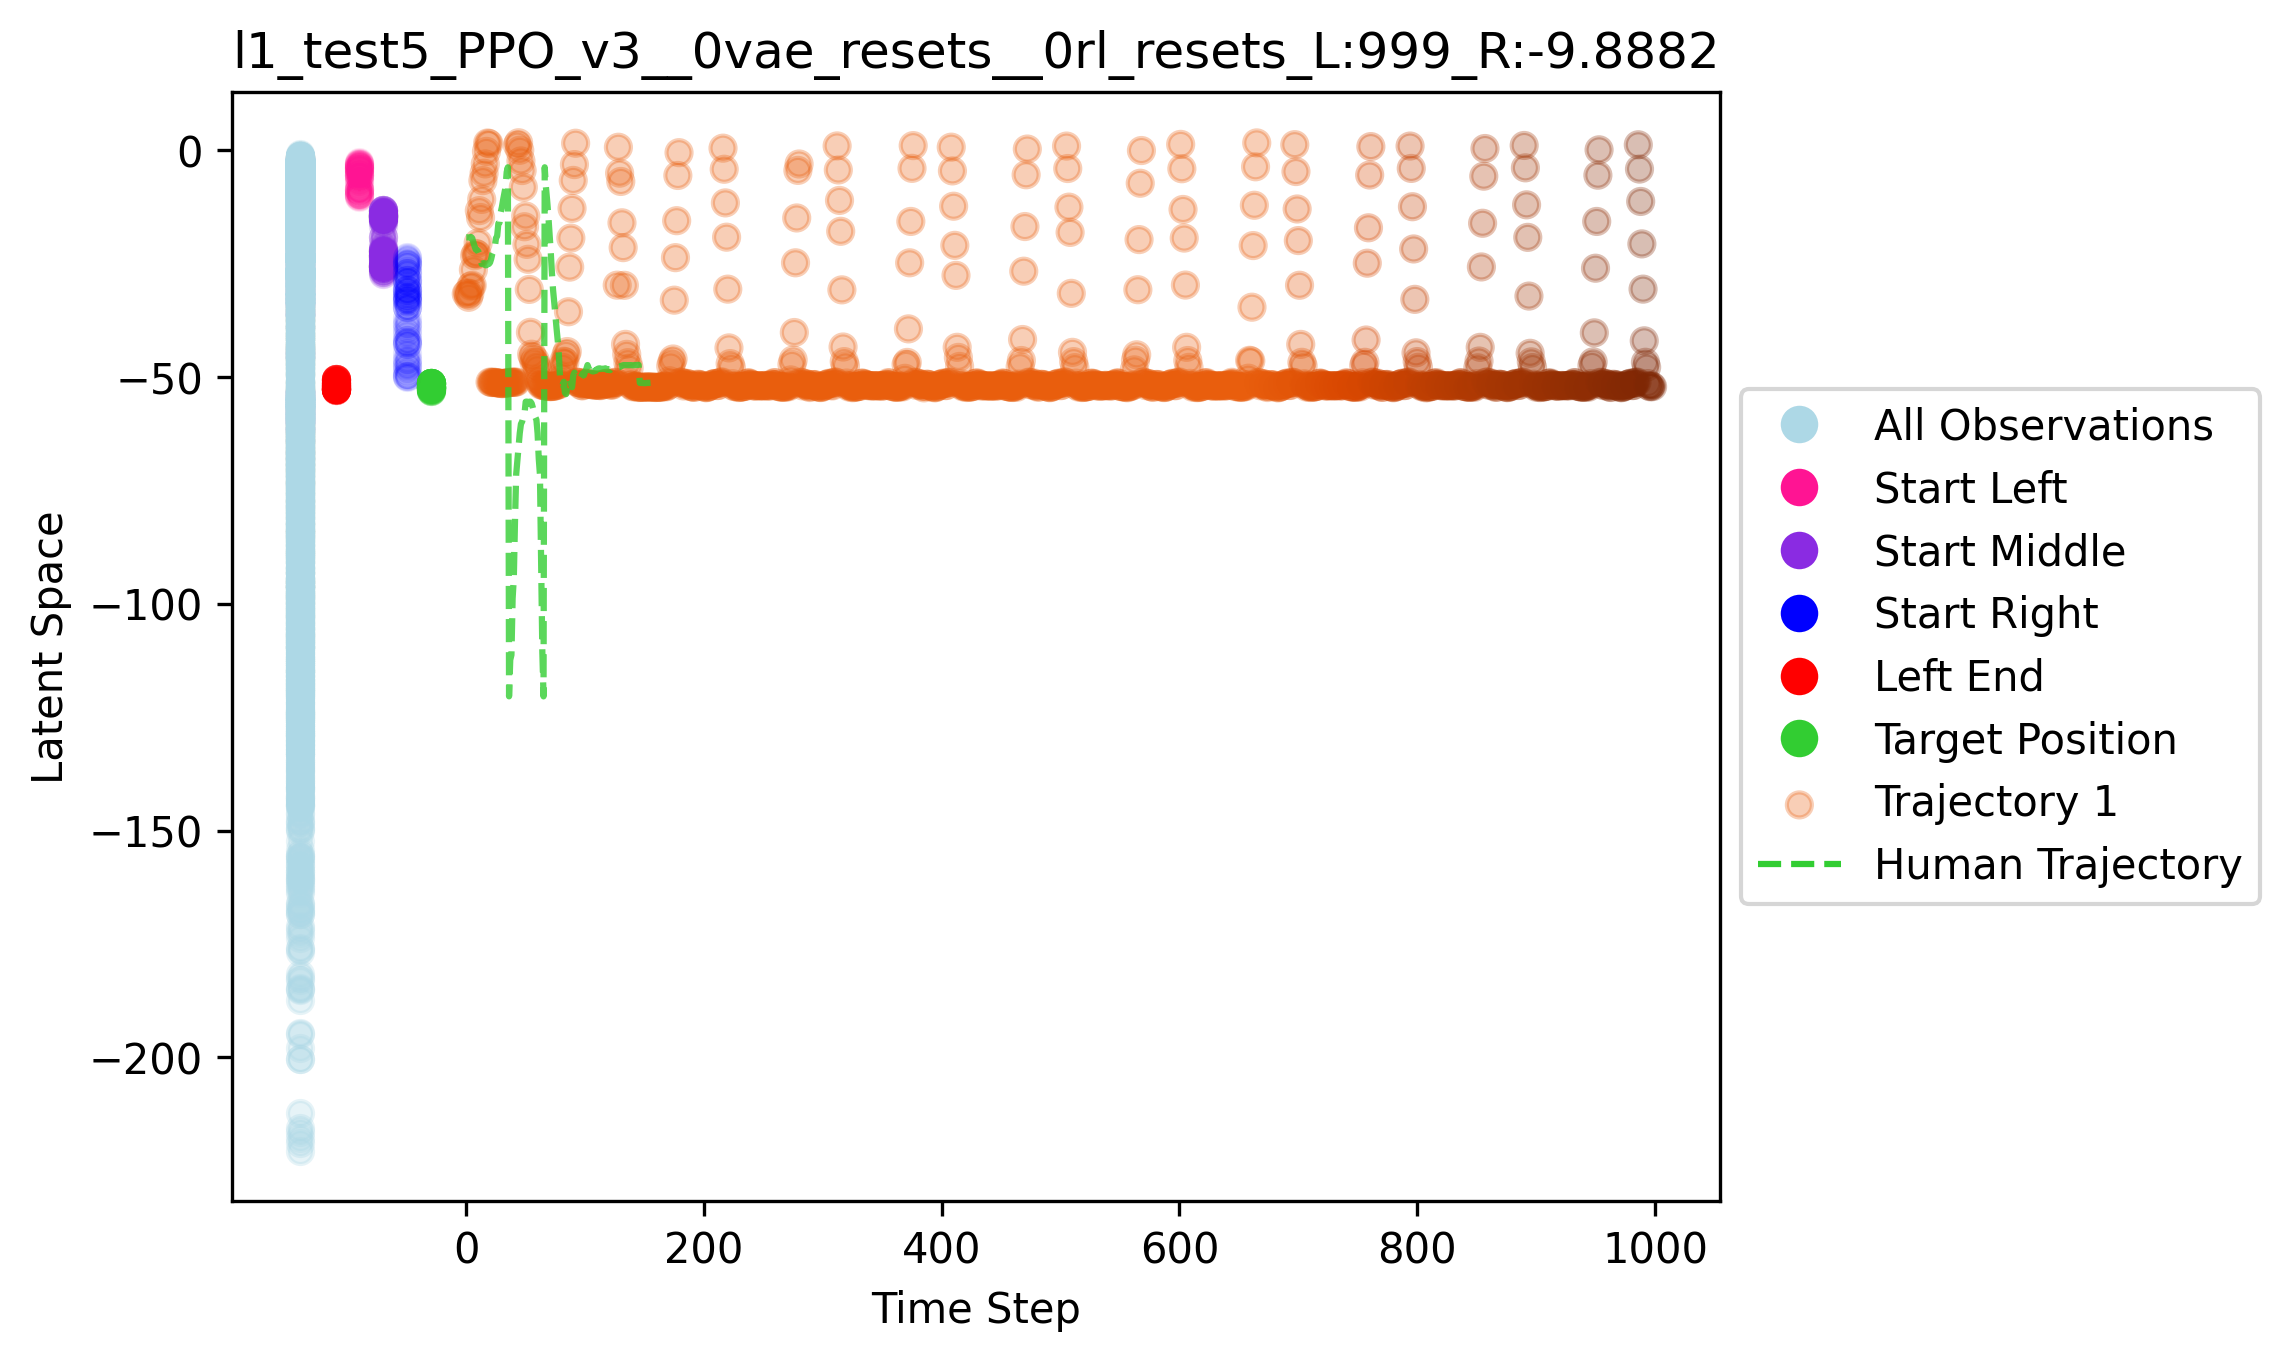 l1_test5_PPO_v3__0vae_resets__0rl_resets_L:999_R:-9.8882
0
−50
−100
−150
−200
Latent Space
0 200 400 600 800 1000
Time Step
All Observations
Start Left
Start Middle
Start Right
Left End
Target Position
Trajectory 1
Human Trajectory